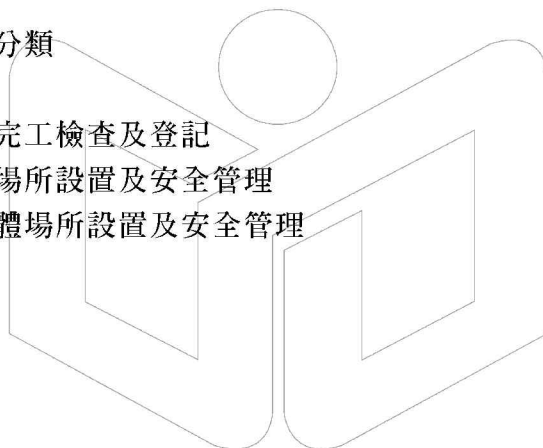 分類
完工檢查及登記
場所設置及安全管理
體場所設置及安全管理